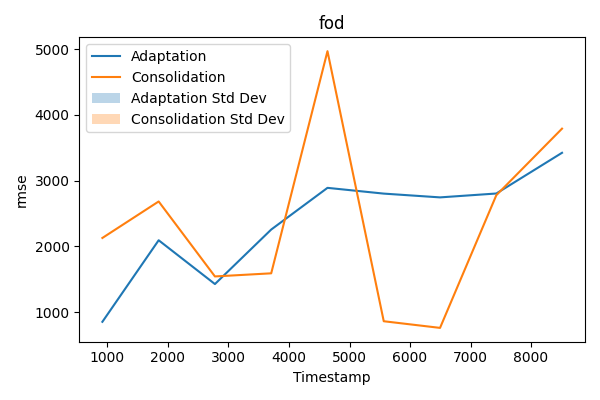 fod
Adaptation
Consolidation
Adaptation Std Dev
Consolidation Std Dev
rmse
5000
4000
3000
2000
1000
1000 2000 3000 4000 5000 6000 7000 8000
Timestamp